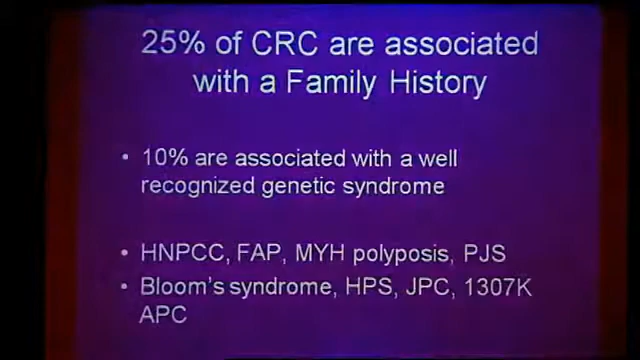 25% of CRC are associated
with a Family History
• 10% are associated with a well
recognized genetic syndrome
• HNPCC, FAP, MYH polyposis, PJS
• Bloom's syndrome, HPS, JPC, 1307K
APC